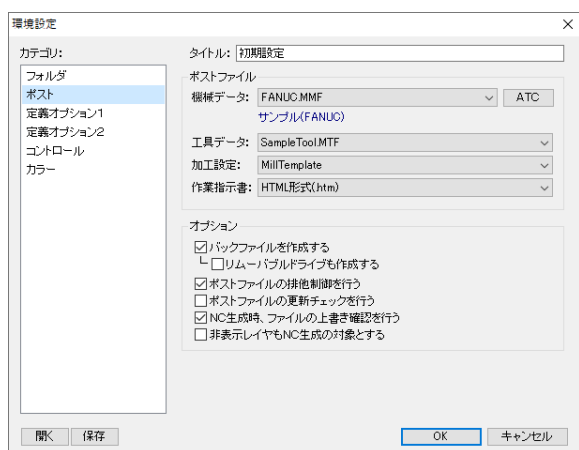 環境設定
カテゴリ:
フォルダ
ポスト
定義オプション1
定義オプション2
コントロール
カラー
タイトル: 初期設定
ポストファイル
機械データ: FANUC.MMF ATC
サンプル(FANUC)
工具データ: SampleTool.MTF
加工設定: MillTemplate
作業指示書: HTML形式(.htm)
オプション
バックファイルを作成する
リムーバブルドライブも作成する
ポストファイルの排他制御を行う
ポストファイルの更新チェックを行う
NC生成時、ファイルの上書き確認を行う
非表示レイヤもNC生成の対象とする
開く 保存 OK キャンセル